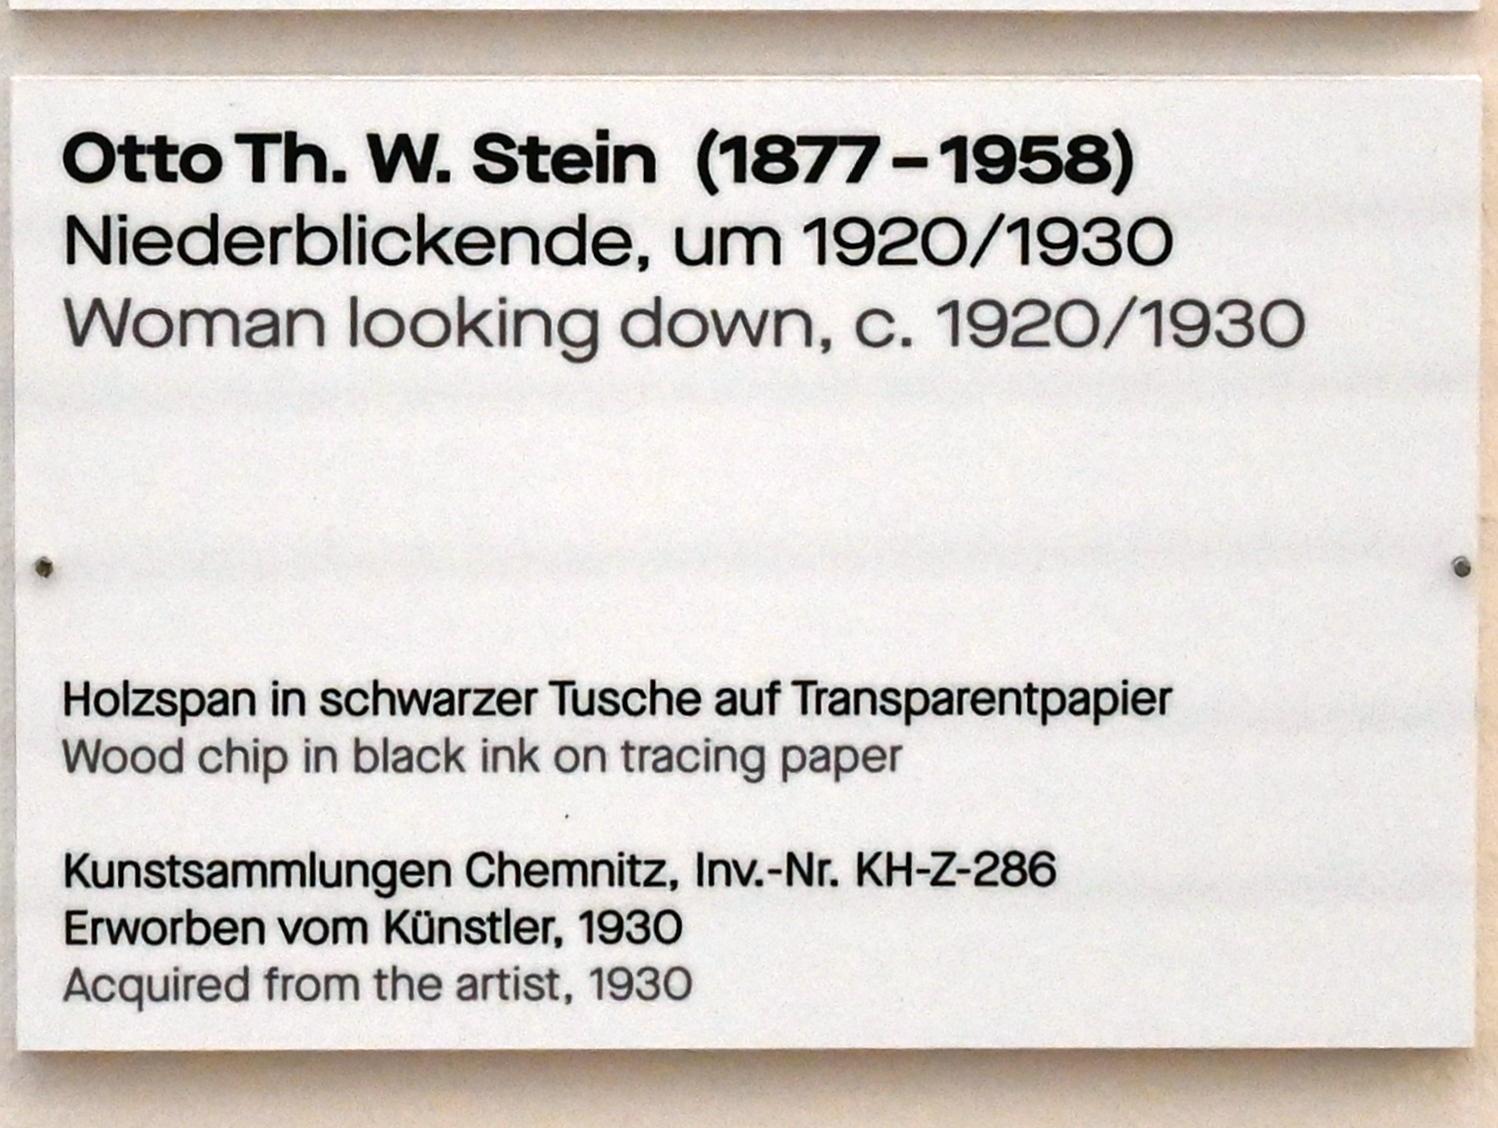 Otto Th. W. Stein (1877–1958)
Niederblickende, um 1920/1930
Woman looking down, c. 1920/1930
Holzspan in schwarzer Tusche auf Transparentpapier
Wood chip in black ink on tracing paper
Kunstsammlungen Chemnitz, Inv.-Nr. KH-Z-286
Erworben vom Künstler, 1930
Acquired from the artist, 1930